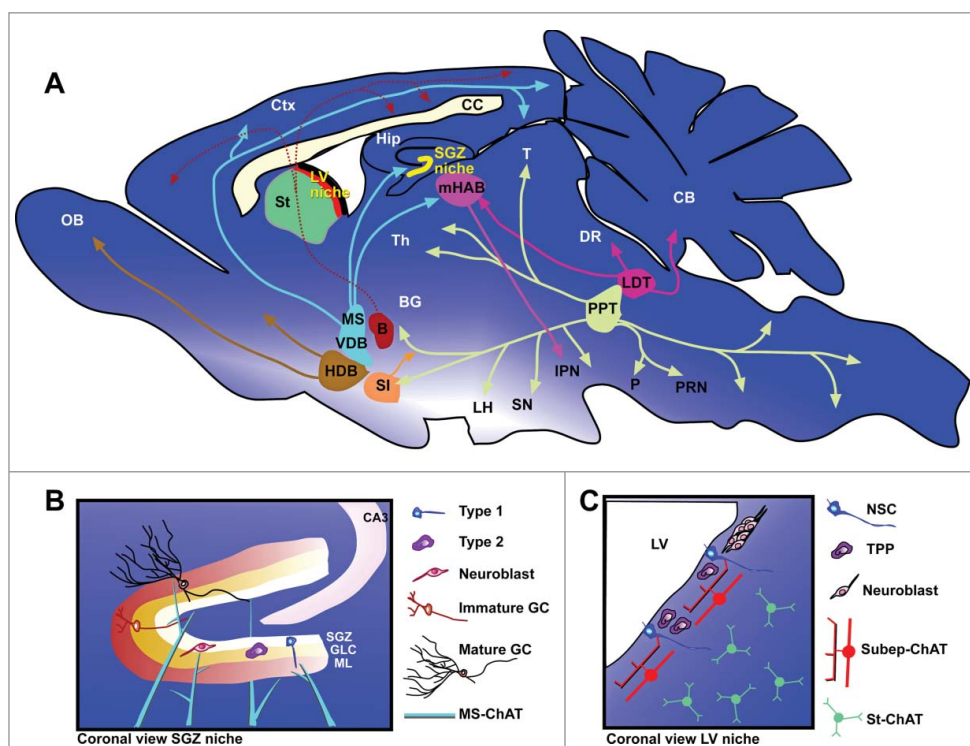 A
Ctx
CC
Hip
SGZ
niche
LV
niche
St
mHAB
T
CB
OB
Th
DR
LDT
BG
PPT
MS
VDB
B
HDB
SI
IPN
LH
SN
P
PRN
B
CA3
SGZ
GLC
ML
Coronal view SGZ niche
Type 1
Type 2
Neuroblast
Immature GC
Mature GC
MS-ChAT
C
LV
Coronal view LV niche
NSC
TPP
Neuroblast
Subep-ChAT
St-ChAT